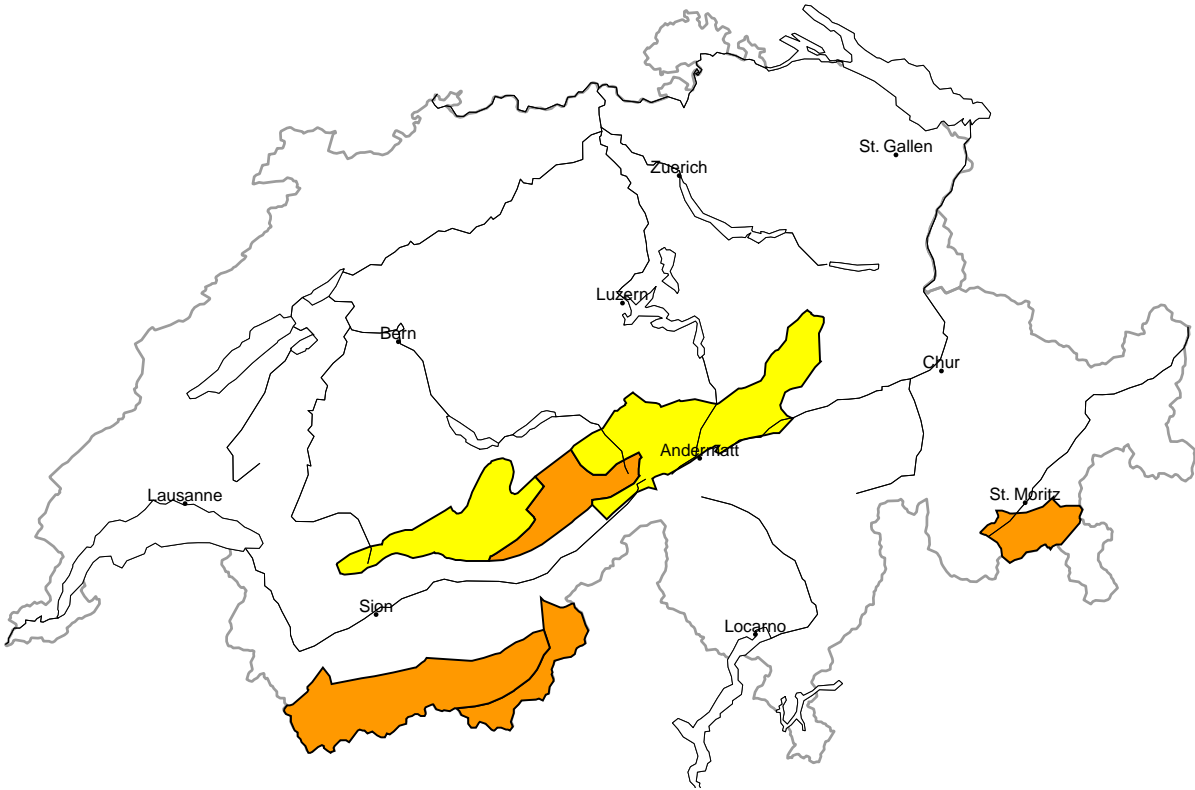 St. Gallen
Zuerich
Luzern
Bern
Chur
Andermatt
Lausanne
St. Moritz
Sion
Locarno